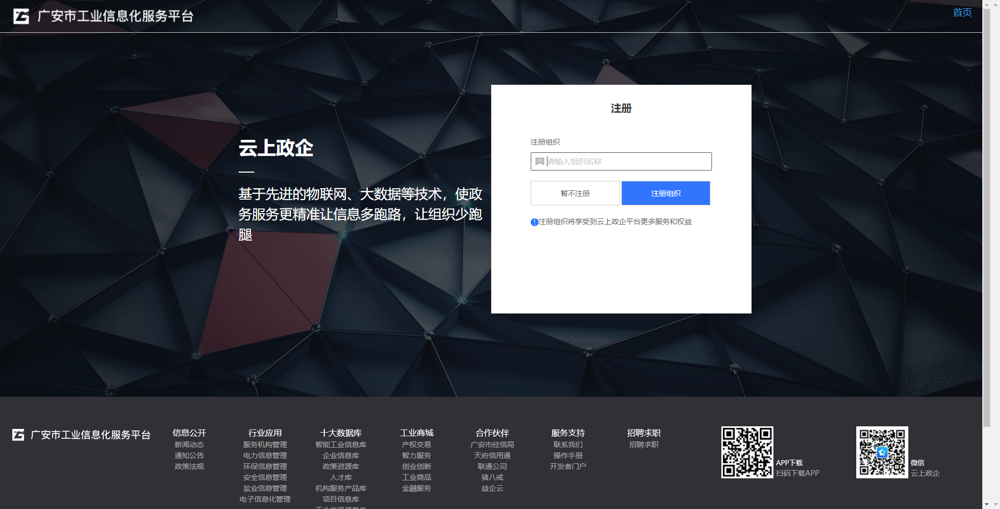 广安市工业信息化服务平台
首页
云上政企
基于先进的物联网、大数据等技术，使政
务服务更精准让信息多跑路，让组织少跑
腿
注册
注册组织
请输入组织名称
暂不注册
注册组织
注册组织将享受到云上政企平台更多服务和权益
广安市工业信息化服务平台
信息公开
新闻动态
通知公告
政策法规
行业应用
服务机构管理
电力信息管理
环保信息管理
安全信息管理
盐业信息管理
电子信息化管理
十大数据库
智能工业信息库
企业信息库
政策资源库
人才库
机构服务产品库
项目信息库
工业商城
产权交易
智力服务
创业创新
工业商品
金融服务
合作伙伴
广安市经信局
天府信用通
联通公司
猪八戒
益企云
服务支持
联系我们
操作手册
开发者门户
招聘求职
招聘求职
APP下载
扫码下载APP
微信
云上政企